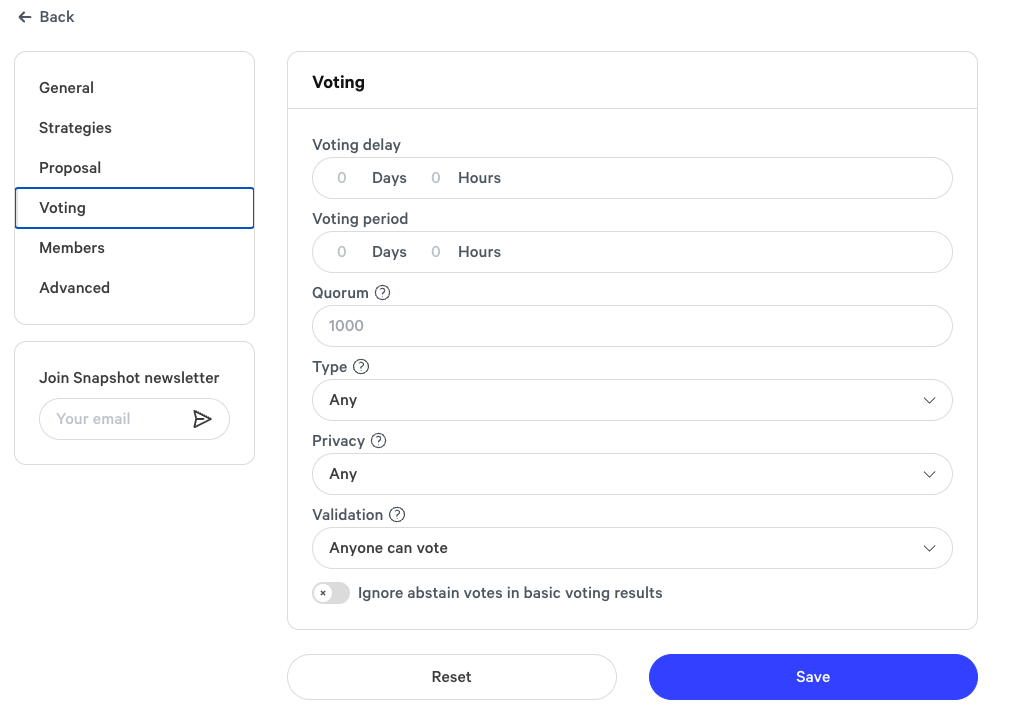 Back
General
Strategies
Proposal
Voting
Members
Advanced
Join Snapshot newsletter
Your email
Voting
Voting delay
0 Days 0 Hours
Voting period
0 Days 0 Hours
Quorum ?
1000
Type ?
Any
Privacy ?
Any
Validation ?
Anyone can vote
Ignore abstain votes in basic voting results
Reset
Save